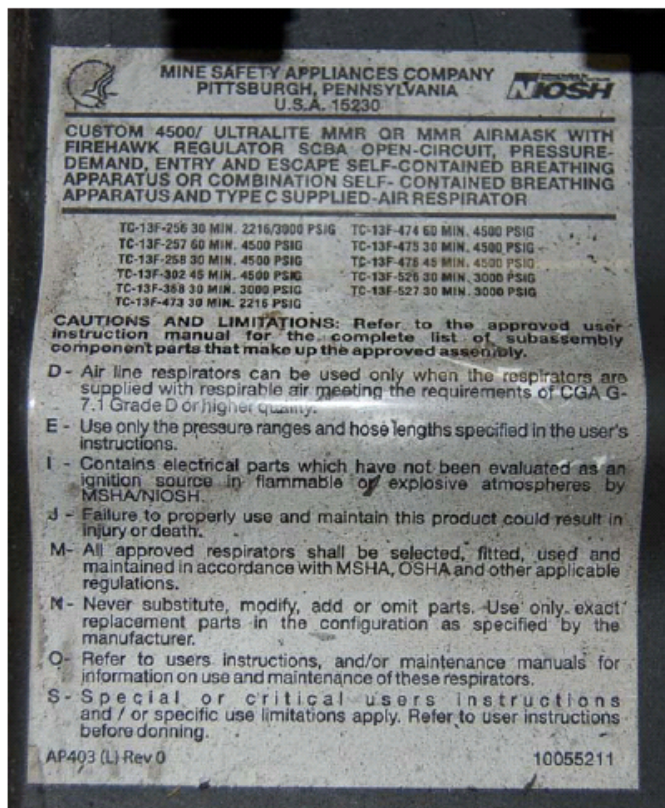 MINE SAFETY APPLIANCES COMPANY
PITTSBURGH, PENNSYLVANIA
U.S.A. 15230
NIOSH
CUSTOM 4500/ ULTRALITE MMR OR MMR AIRMASK WITH
FIREHAWK REGULATOR SCBA OPEN-CIRCUIT, PRESSURE-
DEMAND, ENTRY AND ESCAPE SELF-CONTAINED BREATHING
APPARATUS OR COMBINATION SELF- CONTAINED BREATHING
APPARATUS AND TYPE C SUPPLIED-AIR RESPIRATOR
TC-13F-256 30 MIN. 2216/3000 PSIG TC-13F-474 60 MIN. 4500 PSIG
TC-13F-257 60 MIN. 4500 PSIG TC-13F-475 30 MIN. 4500 PSIG
TC-13F-258 30 MIN. 4500 PSIG TC-13F-476 45 MIN. 4500 PSIG
TC-13F-302 45 MIN. 4500 PSIG TC-13F-526 30 MIN. 3000 PSIG
TC-13F-368 30 MIN. 3000 PSIG TC-13F-527 30 MIN. 3000 PSIG
TC-13F-473 30 MIN. 2216 PSIG
CAUTIONS AND LIMITATIONS: Refer to the approved user
instruction manual for the complete list of subassembly
component parts that make up the approved assembly.
D- Air line respirators can be used only when the respirators are
supplied with respirable air meeting the requirements of CGA G-
7.1 Grade D or higher quality.
E - Use only the pressure ranges and hose lengths specified in the user's
instructions.
I - Contains electrical parts which have not been evaluated as an
ignition source in flammable or explosive atmospheres by
MSHA/NIOSH.
J - Failure to properly use and maintain this product could result in
injury or death.
M- All approved respirators shall be selected, fitted, used and
maintained in accordance with MSHA, OSHA and other applicable
regulations.
N- Never substitute, modify, add or omit parts. Use only exact
replacement parts in the configuration as specified by the
manufacturer.
O- Refer to users instructions, and/or maintenance manuals for
information on use and maintenance of these respirators.
S- Special or critical users instructions
and / or specific use limitations apply. Refer to user instructions
before donning.
AP403 (L) Rev 0 10055211